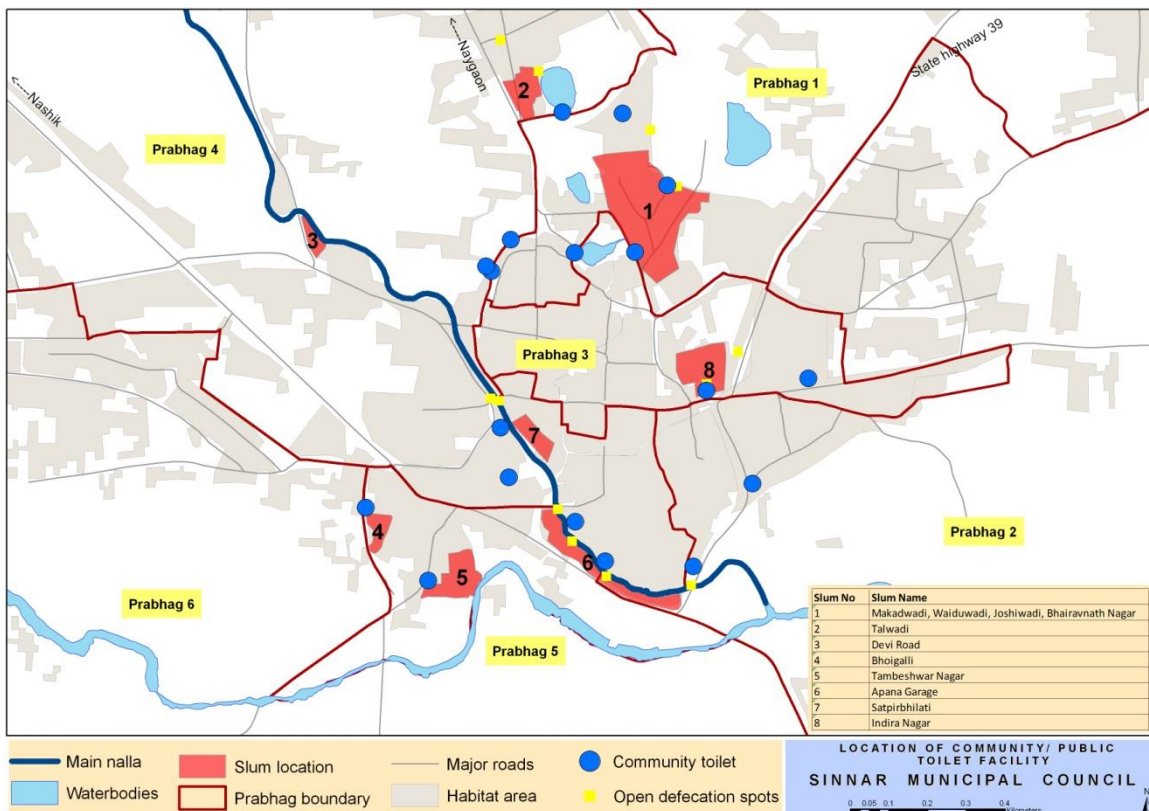 <----Nashik
<----Naygaon
State highway 39
Prabhag 1
Prabhag 4
2
1
3
Prabhag 3
8
7
4
Prabhag 2
6
5
Prabhag 6
Prabhag 5
Slum No Slum Name
1 Makadwadi, Waiduwadi, Joshiwadi, Bhairavnath Nagar
2 Talwadi
3 Devi Road
4 Bhoigalli
5 Tambeshwar Nagar
6 Apana Garage
7 Satpirbhilati
8 Indira Nagar
Main nalla
Waterbodies
Slum location
Prabhag boundary
Major roads
Habitat area
Community toilet
Open defecation spots
LOCATION OF COMMUNITY/ PUBLIC
TOILET FACILITY
SINNAR MUNICIPAL COUNCIL
0 0.05 0.1 0.2 0.3 0.4
Kilometers
N